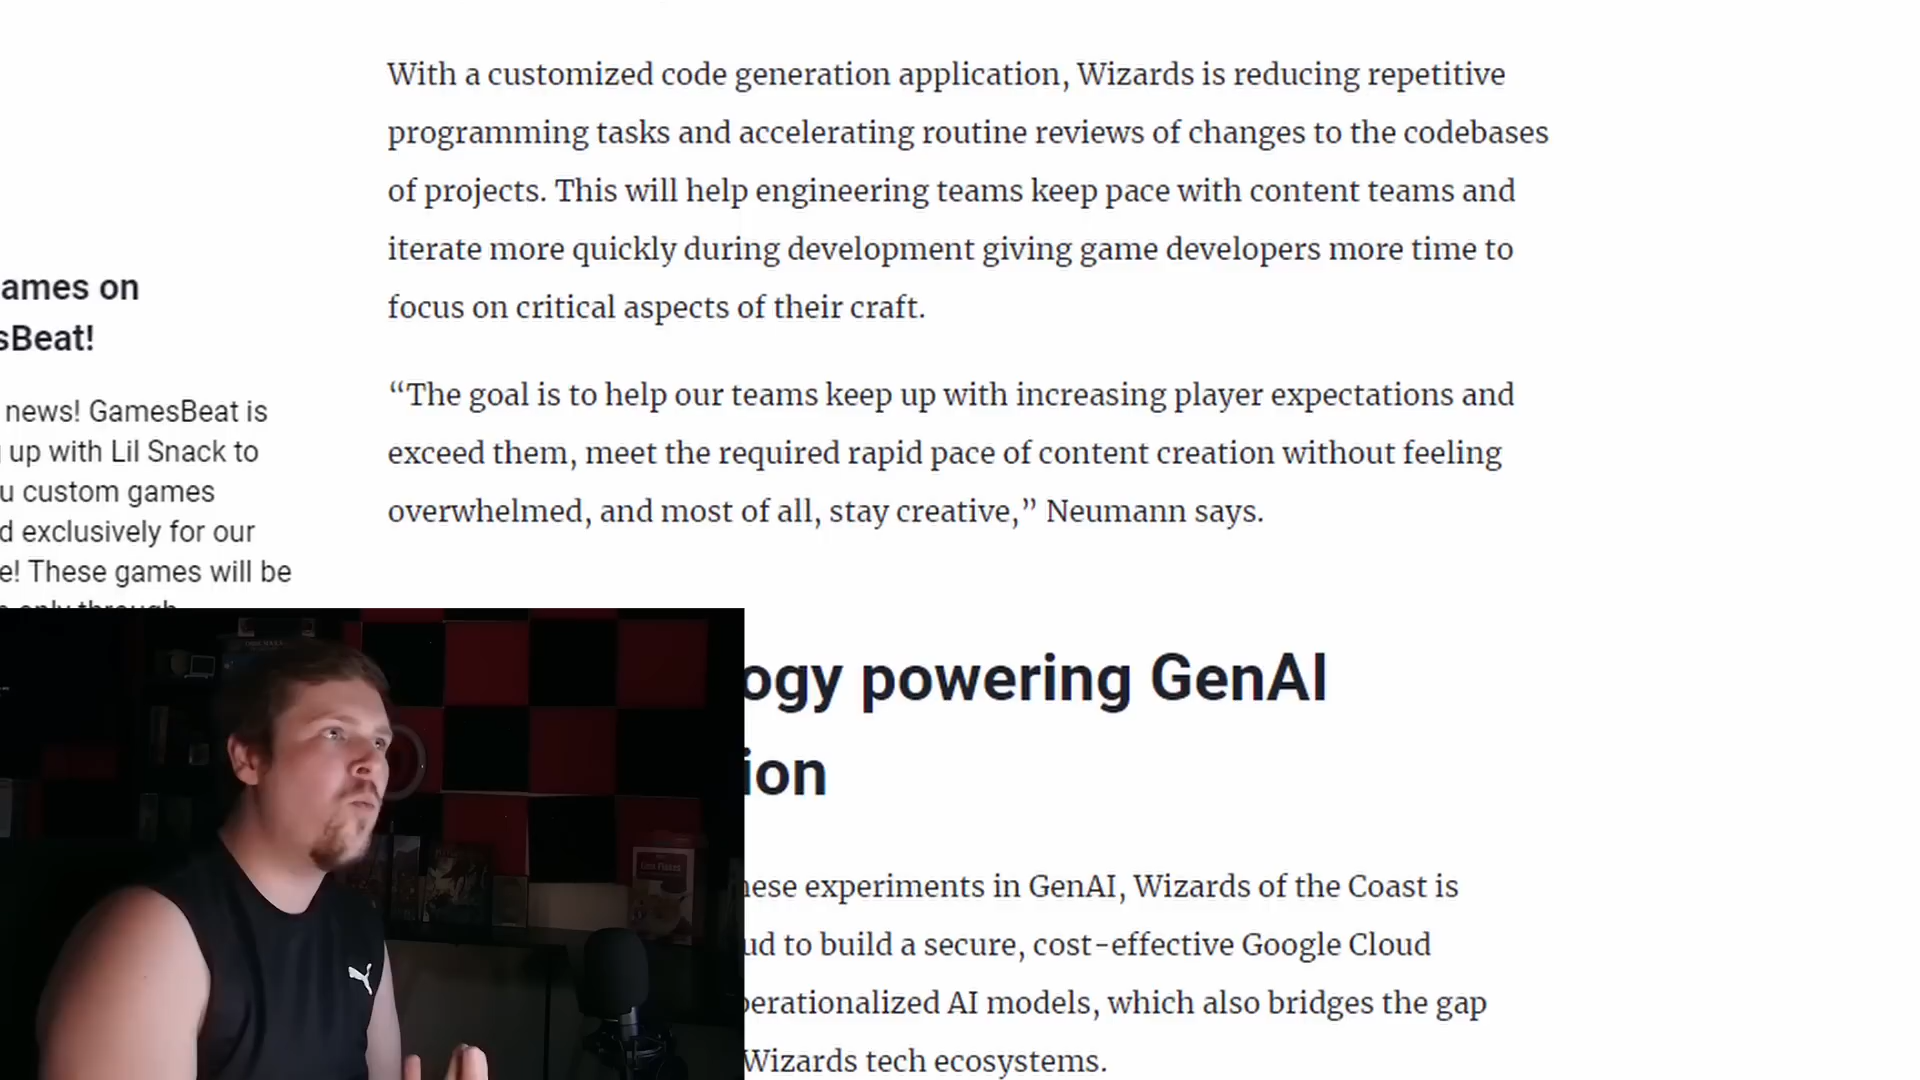 With a customized code generation application, Wizards is reducing repetitive
programming tasks and accelerating routine reviews of changes to the codebases
of projects. This will help engineering teams keep pace with content teams and
iterate more quickly during development giving game developers more time to
focus on critical aspects of their craft.
“The goal is to help our teams keep up with increasing player expectations and
exceed them, meet the required rapid pace of content creation without feeling
overwhelmed, and most of all, stay creative,” Neumann says.
ogy powering GenAI
ion
hese experiments in GenAI, Wizards of the Coast is
ud to build a secure, cost-effective Google Cloud
perationalized AI models, which also bridges the gap
Wizards tech ecosystems.
ames on
sBeat!
news! GamesBeat is
up with Lil Snack to
u custom games
d exclusively for our
e! These games will be
only through